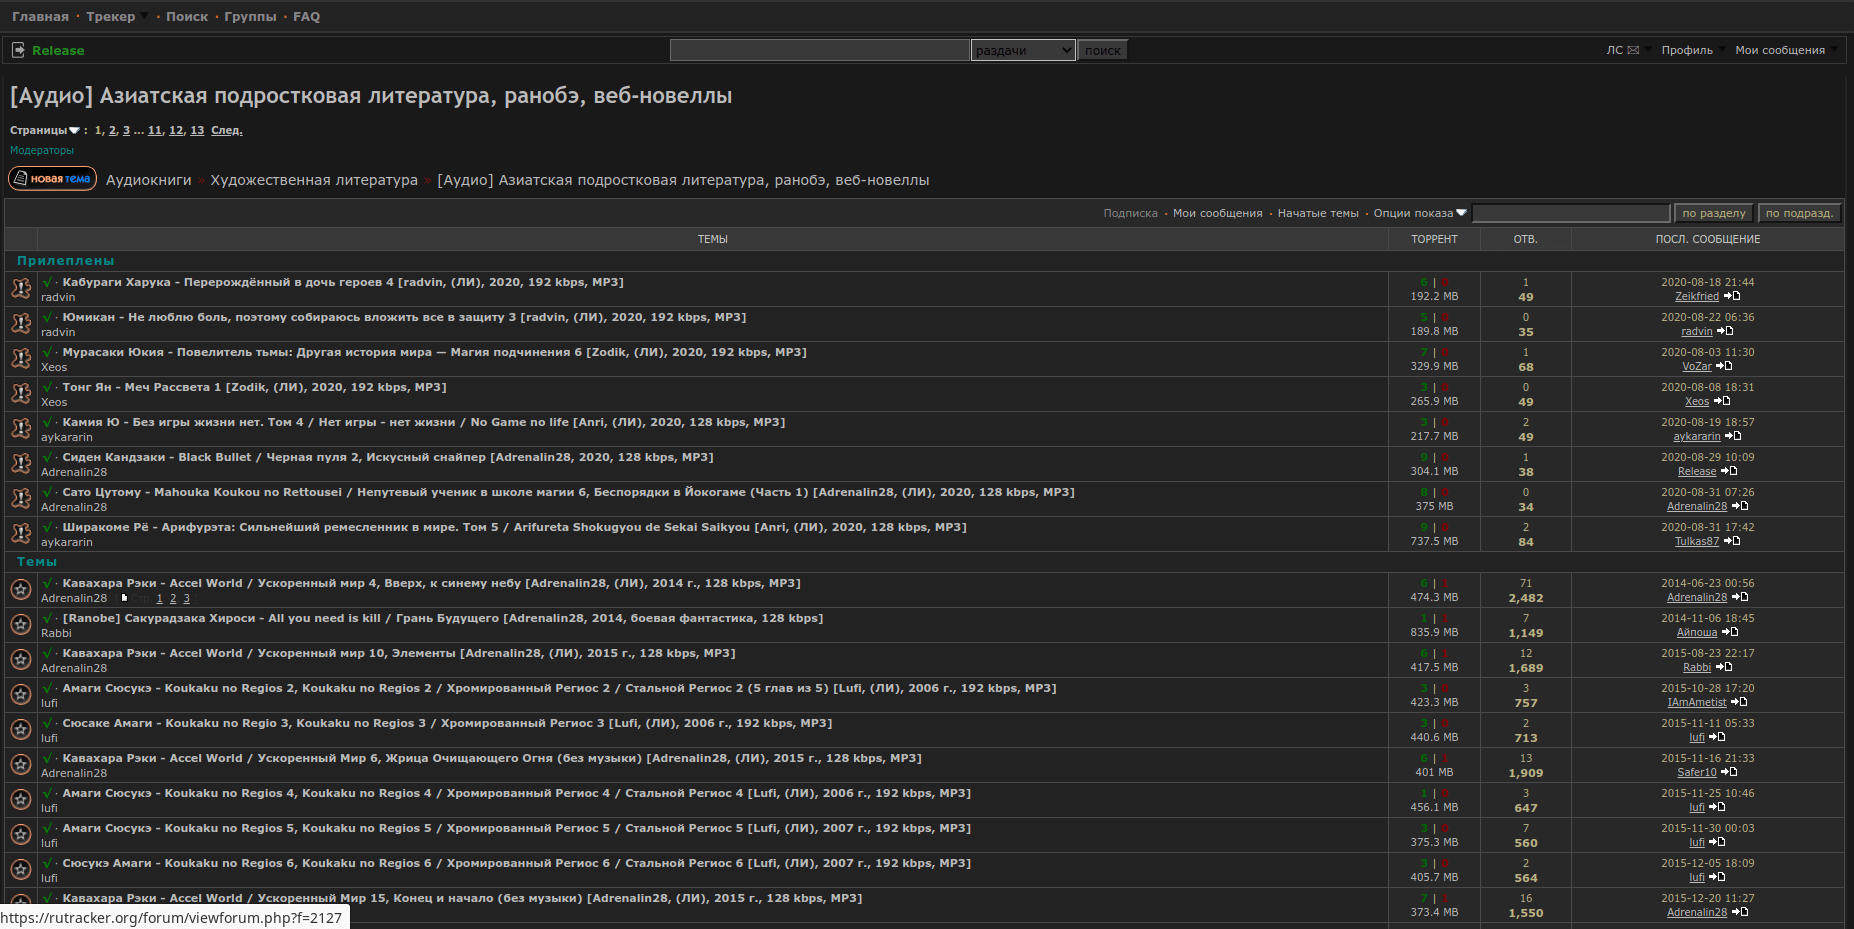 Главная · Трекер · Поиск · Группы · FAQ
Release раздачи поиск ЛС Профиль Мои сообщения
[Аудио] Азиатская подростковая литература, ранобэ, веб-новеллы
Страницы : 1, 2, 3 ... 11, 12, 13 След.
Модераторы
новая тема Аудиокниги » Художественная литература » [Аудио] Азиатская подростковая литература, ранобэ, веб-новеллы
Подписка · Мои сообщения · Начатые темы · Опции показа по разделу по подразд.
ТЕМЫ ТОРРЕНТ ОТВ. ПОСЛ. СООБЩЕНИЕ
Прилеплены
√ · Кабураги Харука - Перерождённый в дочь героев 4 [radvin, (ЛИ), 2020, 192 kbps, MP3] 6 | 0 1 2020-08-18 21:44
radvin 192.2 MB 49 Zeikfried
√ · Юмикан - Не люблю боль, поэтому собираюсь вложить все в защиту 3 [radvin, (ЛИ), 2020, 192 kbps, MP3] 5 | 0 0 2020-08-22 06:36
radvin 189.8 MB 35 radvin
√ · Мурасаки Юкия - Повелитель тьмы: Другая история мира — Магия подчинения 6 [Zodik, (ЛИ), 2020, 192 kbps, MP3] 7 | 1 2020-08-03 11:30
Xeos 329.9 MB 68 VoZar
√ · Тонг Ян - Меч Рассвета 1 [Zodik, (ЛИ), 2020, 192 kbps, MP3] 3 | 0 0 2020-08-08 18:31
Xeos 265.9 MB 49 Xeos
√ · Камия Ю - Без игры жизни нет. Том 4 / Нет игры - нет жизни / No Game no life [Anri, (ЛИ), 2020, 128 kbps, MP3] 3 | 0 2 2020-08-19 18:57
aykararin 217.7 MB 49 aykararin
√ · Сиден Кандзаки - Black Bullet / Черная пуля 2, Искусный снайпер [Adrenalin28, 2020, 128 kbps, MP3] 9 | 0 1 2020-08-29 10:09
Adrenalin28 304.1 MB 38 Release
√ · Сато Цутому - Mahouka Koukou no Rettousei / Непутевый ученик в школе магии 6, Беспорядки в Йокогаме (Часть 1) [Adrenalin28, (ЛИ), 2020, 128 kbps, MP3] 8 | 0 0 2020-08-31 07:26
Adrenalin28 375 MB 34 Adrenalin28
√ · Ширакоме Рё - Арифурэта: Сильнейший ремесленник в мире. Том 5 / Arifureta Shokugyou de Sekai Saikyou [Anri, (ЛИ), 2020, 128 kbps, MP3] 9 | 2 2020-08-31 17:42
aykararin 737.5 MB 84 Tulkas87
Темы
√ · Кавахара Рэки - Accel World / Ускоренный мир 4, Вверх, к синему небу [Adrenalin28, (ЛИ), 2014 г., 128 kbps, MP3] 6 | 71 2014-06-23 00:56
Adrenalin28 Стр. 1 2 3 474.3 MB 2,482 Adrenalin28
√ · [Ranobe] Сакурадзака Хироси - All you need is kill / Грань Будущего [Adrenalin28, 2014, боевая фантастика, 128 kbps] 1 | 7 2014-11-06 18:45
Rabbi 835.9 MB 1,149 Айпоша
√ · Кавахара Рэки - Accel World / Ускоренный мир 10, Элементы [Adrenalin28, (ЛИ), 2015 г., 128 kbps, MP3] 6 | 12 2015-08-23 22:17
Adrenalin28 417.5 MB 1,689 Rabbi
√ · Амаги Сюсукэ - Koukaku no Regios 2, Koukaku no Regios 2 / Хромированный Региос 2 / Стальной Региос 2 (5 глав из 5) [Lufi, (ЛИ), 2006 г., 192 kbps, MP3] 3 | 3 2015-10-28 17:20
lufi 423.3 MB 757 IAmAmetist
√ · Сюсаке Амаги - Koukaku no Regio 3, Koukaku no Regios 3 / Хромированный Региос 3 [Lufi, (ЛИ), 2006 г., 192 kbps, MP3] 3 | 0 2 2015-11-11 05:33
lufi 440.6 MB 713 lufi
√ · Кавахара Рэки - Accel World / Ускоренный Мир 6, Жрица Очищающего Огня (без музыки) [Adrenalin28, (ЛИ), 2015 г., 128 kbps, MP3] 6 | 13 2015-11-16 21:33
Adrenalin28 401 MB 1,909 Safer10
√ · Амаги Сюсукэ - Koukaku no Regios 4, Koukaku no Regios 4 / Хромированный Региос 4 / Стальной Региос 4 [Lufi, (ЛИ), 2006 г., 192 kbps, MP3] 1 | 0 3 2015-11-25 10:46
lufi 456.1 MB 647 lufi
√ · Амаги Сюсукэ - Koukaku no Regios 5, Koukaku no Regios 5 / Хромированный Региос 5 / Стальной Региос 5 [Lufi, (ЛИ), 2007 г., 192 kbps, MP3] 3 | 0 7 2015-11-30 00:03
lufi 375.3 MB 560 lufi
√ · Сюсукэ Амаги - Koukaku no Regios 6, Koukaku no Regios 6 / Хромированный Региос 6 / Стальной Региос 6 [Lufi, (ЛИ), 2007 г., 192 kbps, MP3] 3 | 2 2015-12-05 18:09
lufi 405.7 MB 564 lufi
√ · Кавахара Рэки - Accel World / Ускоренный Мир 15, Конец и начало (без музыки) [Adrenalin28, (ЛИ), 2015 г., 128 kbps, MP3] 7 | 16 2015-12-20 11:27
373.4 MB 1,550 Adrenalin28
https://rutracker.org/forum/viewforum.php?f=2127